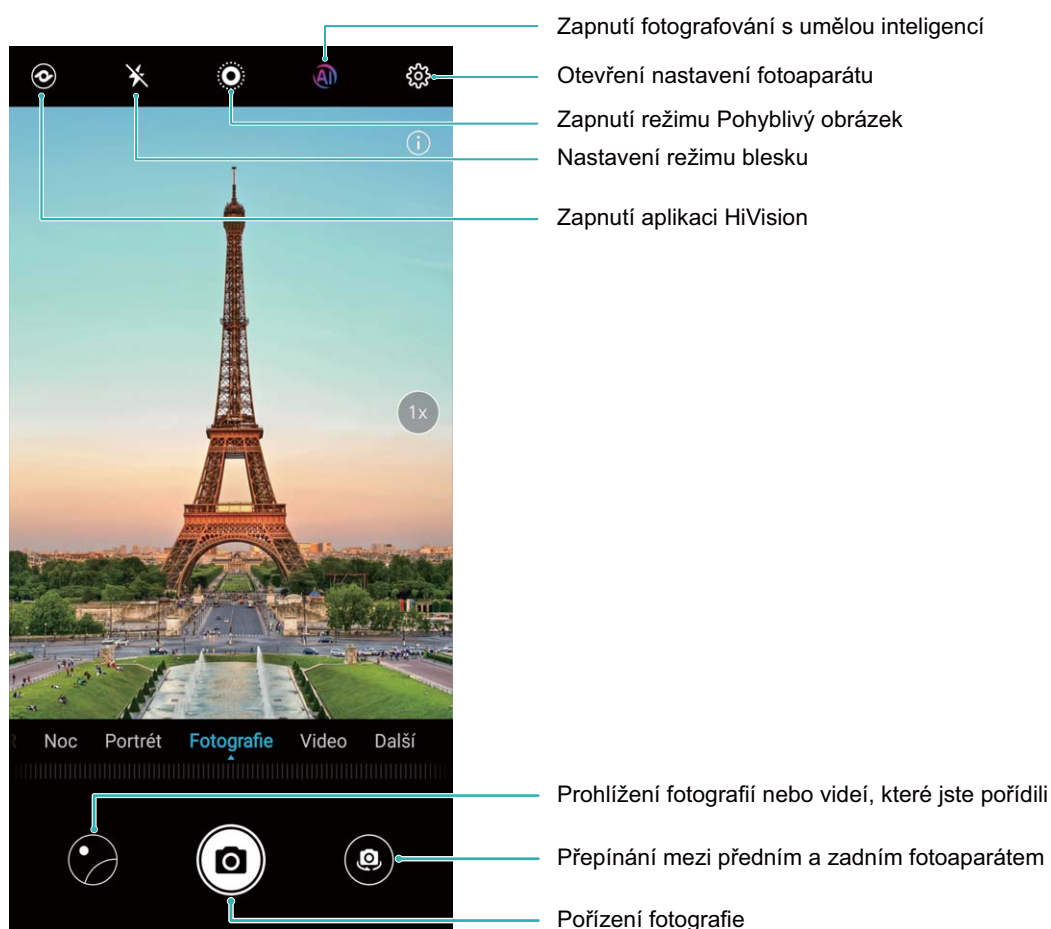 Zapnutí fotografování s umělou inteligencí
AI
Otevření nastavení fotoaparátu
Zapnutí režimu Pohyblivý obrázek
i
Nastavení režimu blesku
Zapnutí aplikaci HiVision
1x
Noc Portrét Fotografie Video Další
Prohlížení fotografií nebo videí, které jste pořídili
Přepínání mezi předním a zadním fotoaparátem
Pořízení fotografie